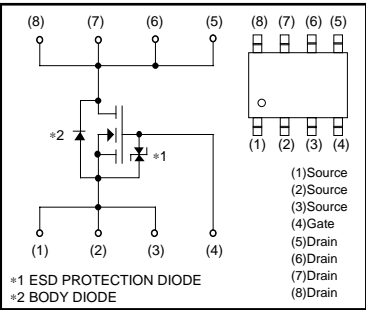 (8) (7) (6) (5)
(8) (7) (6) (5)
∗2
∗1
(1) (2) (3) (4)
(1) (2) (3) (4)
(1)Source
(2)Source
(3)Source
(4)Gate
(5)Drain
(6)Drain
(7)Drain
(8)Drain
∗1 ESD PROTECTION DIODE
∗2 BODY DIODE